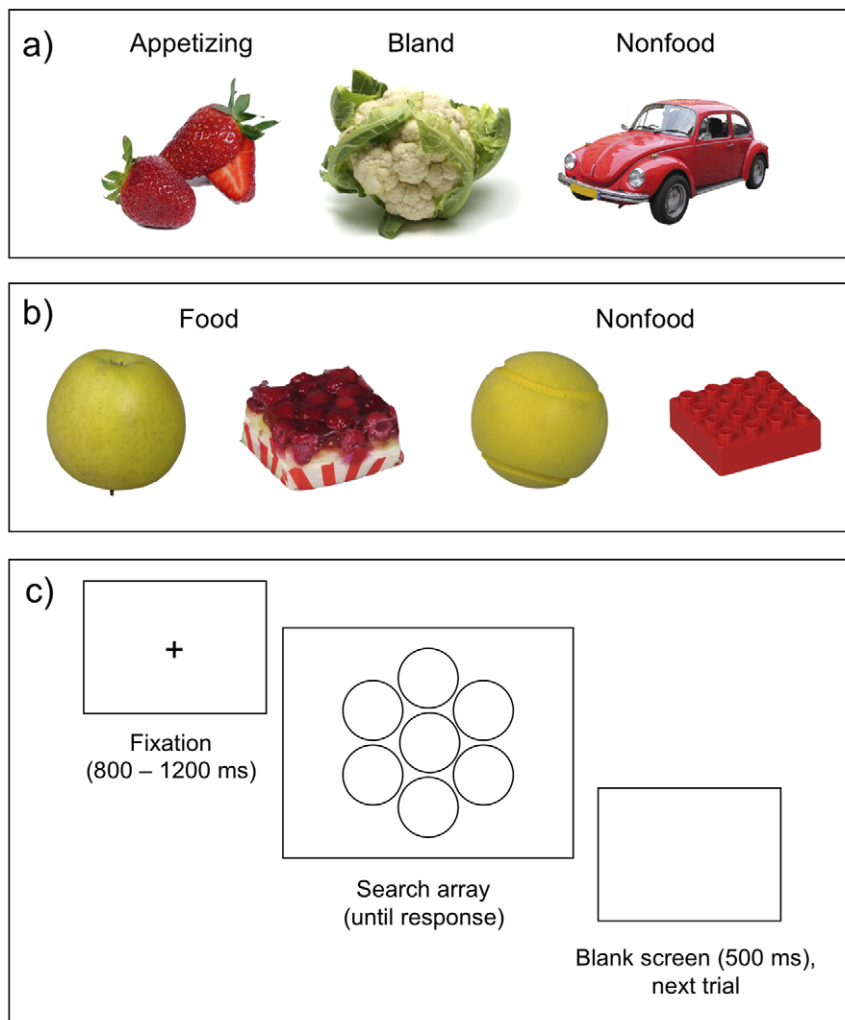 a)
Appetizing Bland Nonfood
b)
Food Nonfood
c)
+
Fixation
(800 – 1200 ms)
Search array
(until response)
Blank screen (500 ms),
next trial